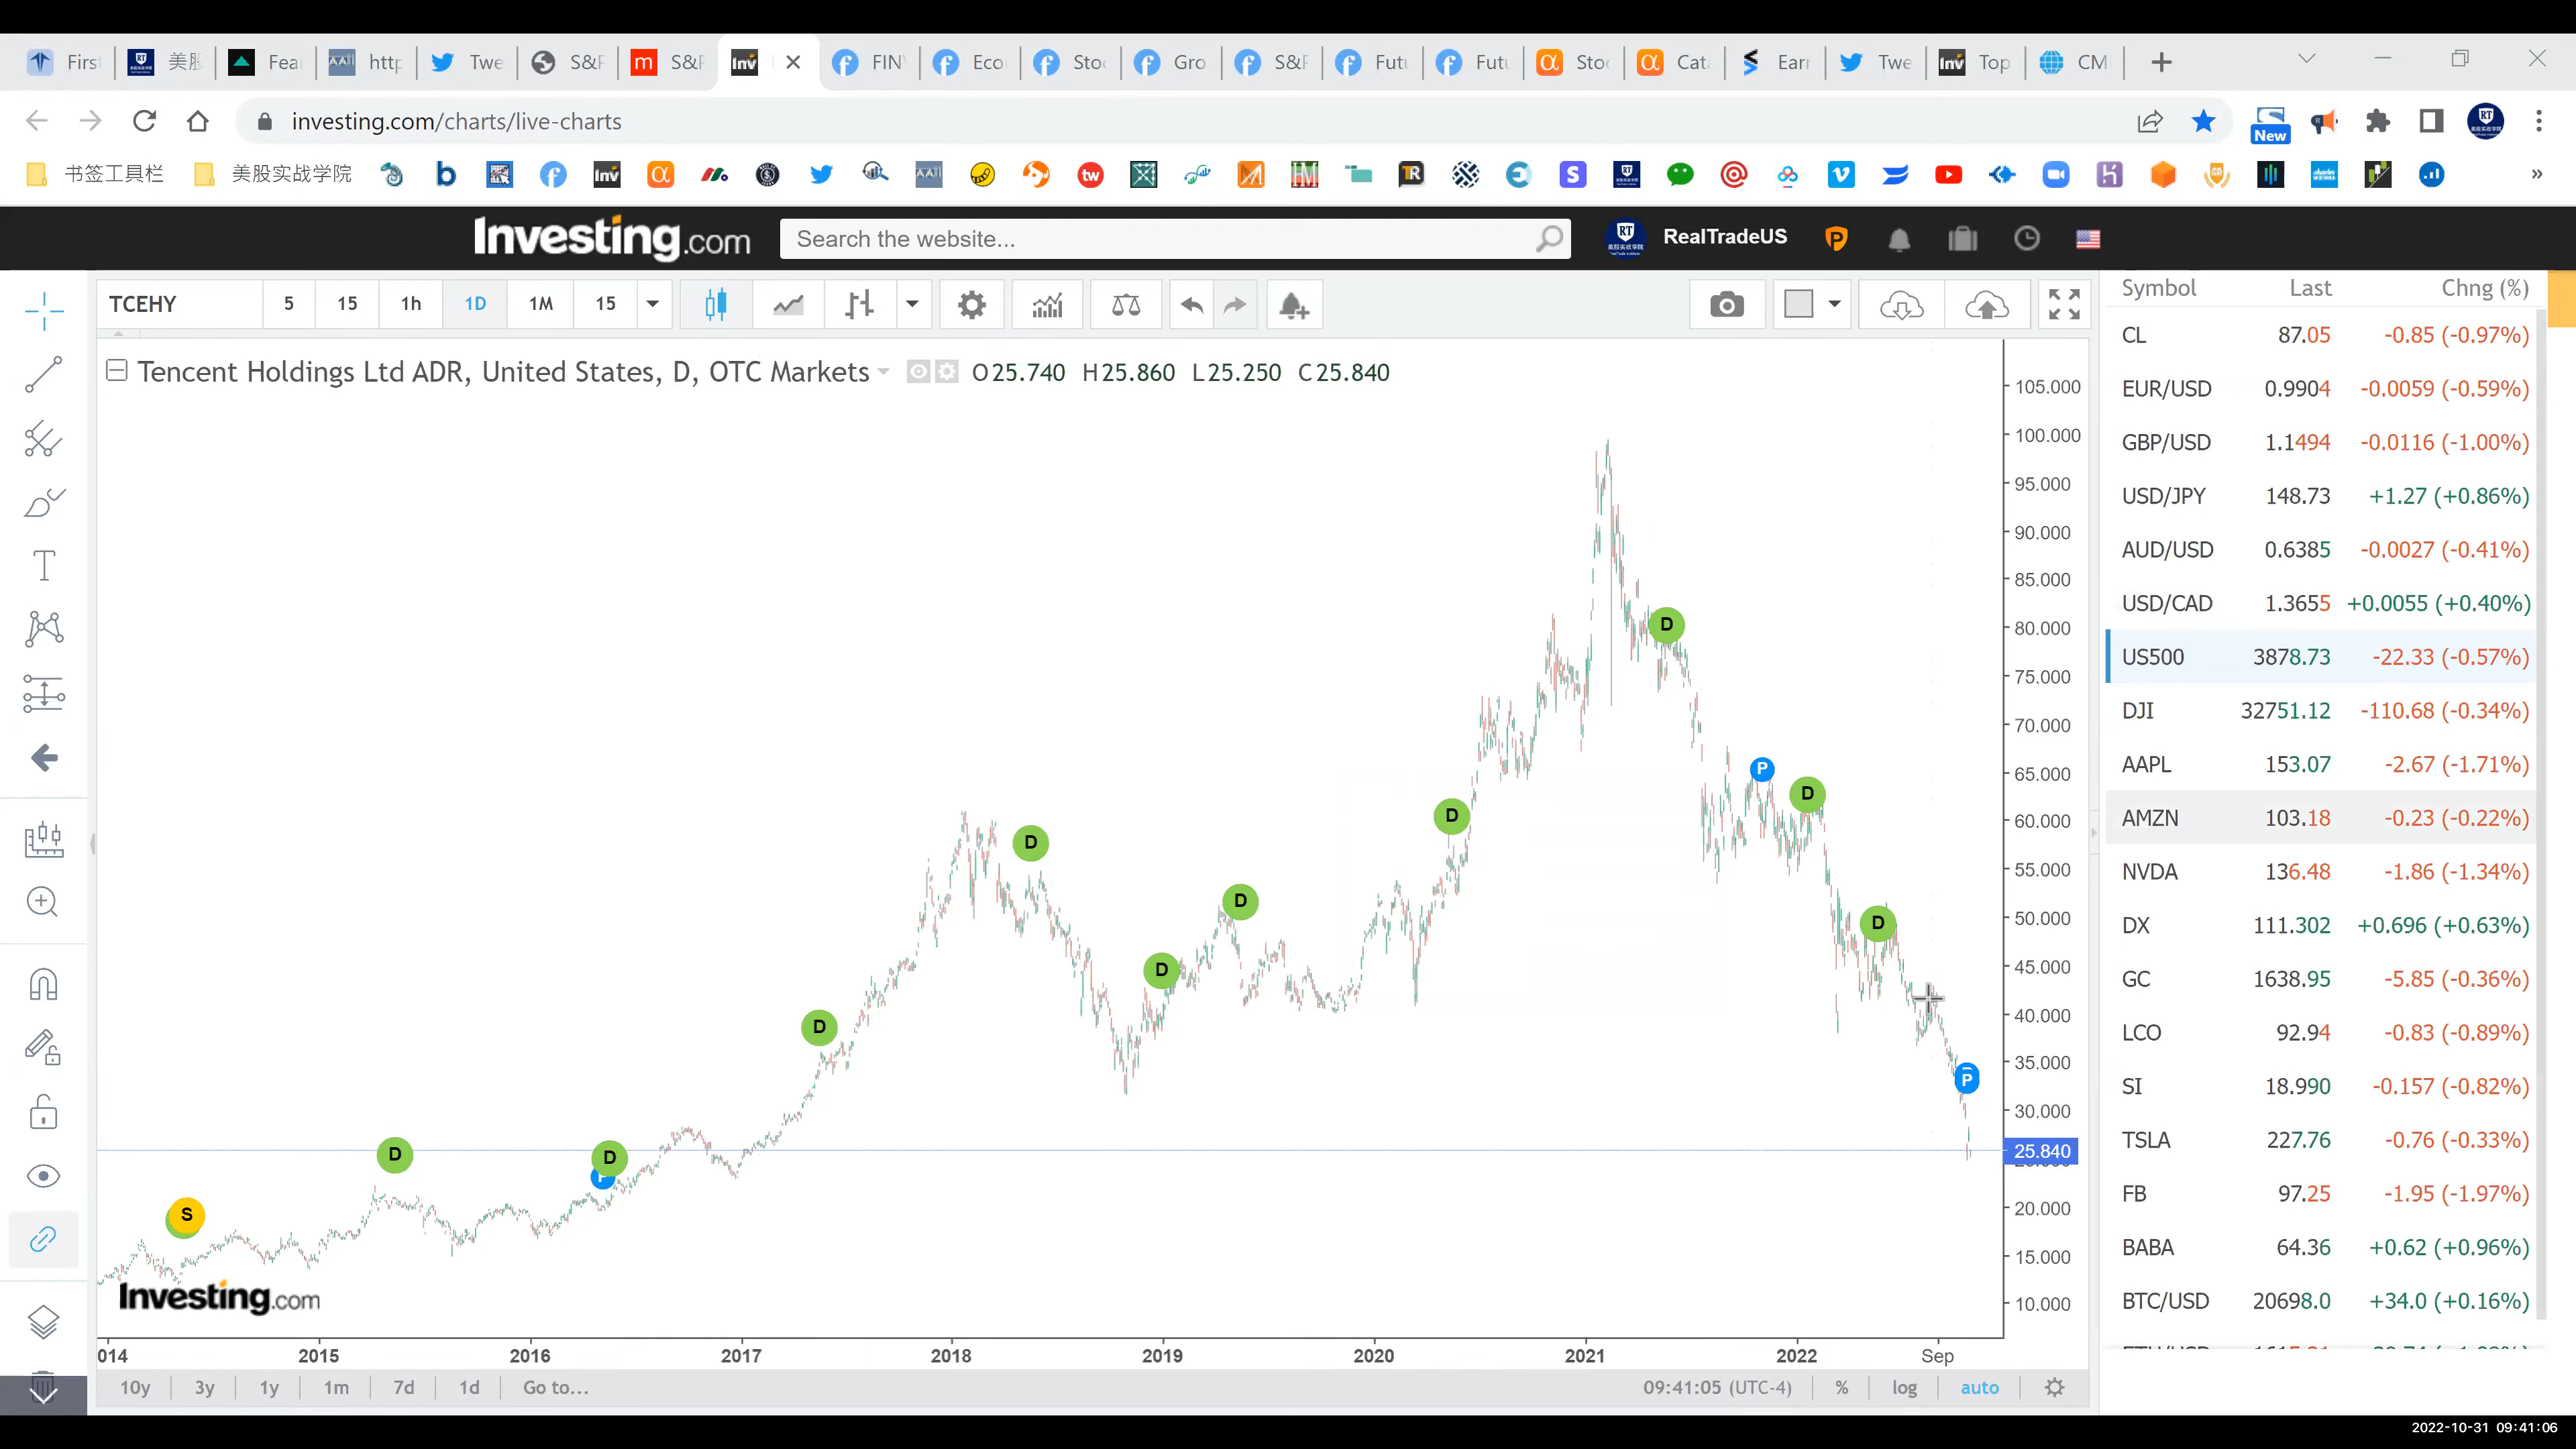 First 美股 Fear http Twe S&P S&P FIN Eco Stoc Gro S&P Futu Futu Stoc Cata Earn Twe Top CM
investing.com/charts/live-charts
New
书签工具栏 美股实战学院
Investing.com Search the website... RealTradeUS
TCEHY 5 15 1h 1D 1M 15
Tencent Holdings Ltd ADR, United States, D, OTC Markets O25.740 H25.860 L25.250 C25.840
105.000
100.000
95.000
90.000
85.000
80.000
75.000
70.000
65.000
60.000
55.000
50.000
45.000
40.000
35.000
30.000
25.840
20.000
15.000
10.000
S D P D D D D D D D P D D P
Investing.com
014 2015 2016 2017 2018 2019 2020 2021 2022 Sep
10y 3y 1y 1m 7d 1d Go to... 09:41:05 (UTC-4) % log auto
Symbol Last Chng (%)
CL 87.05 -0.85 (-0.97%)
EUR/USD 0.9904 -0.0059 (-0.59%)
GBP/USD 1.1494 -0.0116 (-1.00%)
USD/JPY 148.73 +1.27 (+0.86%)
AUD/USD 0.6385 -0.0027 (-0.41%)
USD/CAD 1.3655 +0.0055 (+0.40%)
US500 3878.73 -22.33 (-0.57%)
DJI 32751.12 -110.68 (-0.34%)
AAPL 153.07 -2.67 (-1.71%)
AMZN 103.18 -0.23 (-0.22%)
NVDA 136.48 -1.86 (-1.34%)
DX 111.302 +0.696 (+0.63%)
GC 1638.95 -5.85 (-0.36%)
LCO 92.94 -0.83 (-0.89%)
SI 18.990 -0.157 (-0.82%)
TSLA 227.76 -0.76 (-0.33%)
FB 97.25 -1.95 (-1.97%)
BABA 64.36 +0.62 (+0.96%)
BTC/USD 20698.0 +34.0 (+0.16%)
2022-10-31 09:41:06